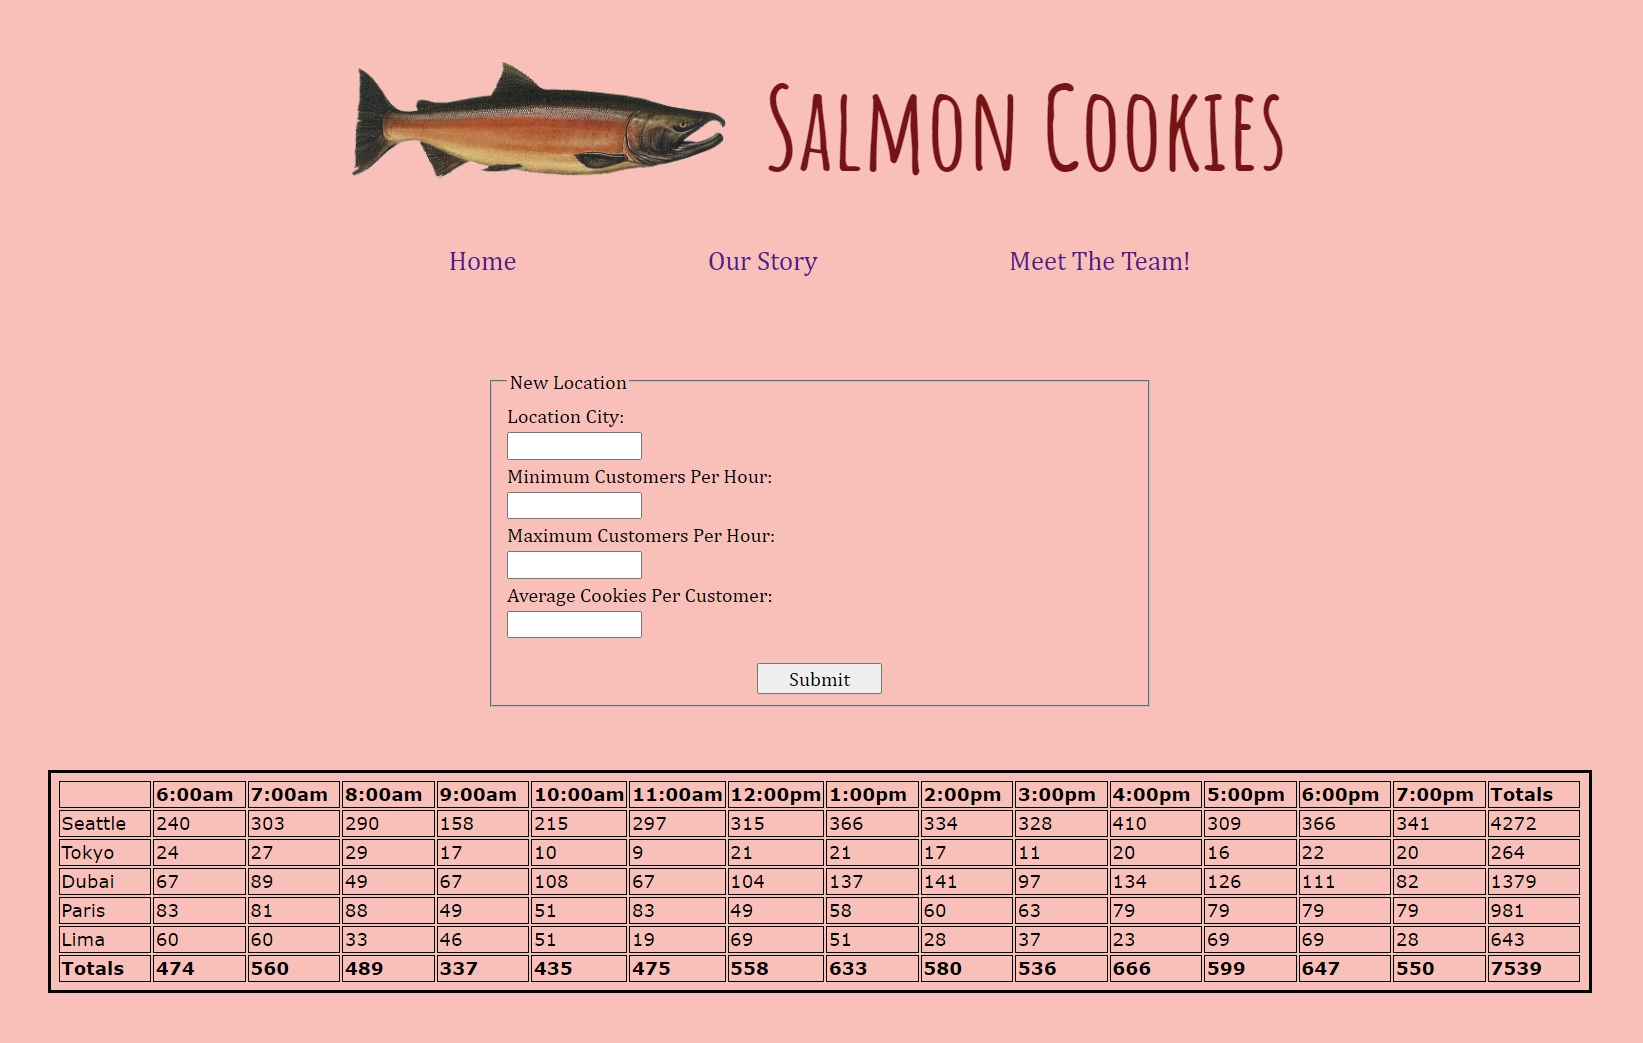 SALMON COOKIES
Home Our Story Meet The Team!
New Location
Location City:
Minimum Customers Per Hour:
Maximum Customers Per Hour:
Average Cookies Per Customer:
Submit
6:00am 7:00am 8:00am 9:00am 10:00am 11:00am 12:00pm 1:00pm 2:00pm 3:00pm 4:00pm 5:00pm 6:00pm 7:00pm Totals
Seattle 240 303 290 158 215 297 315 366 334 328 410 309 366 341 4272
Tokyo 24 27 29 17 10 9 21 21 17 11 20 16 22 20 264
Dubai 67 89 49 67 108 67 104 137 141 97 134 126 111 82 1379
Paris 83 81 88 49 51 83 49 58 60 63 79 79 79 79 981
Lima 60 60 33 46 51 19 69 51 28 37 23 69 69 28 643
Totals 474 560 489 337 435 475 558 633 580 536 666 599 647 550 7539